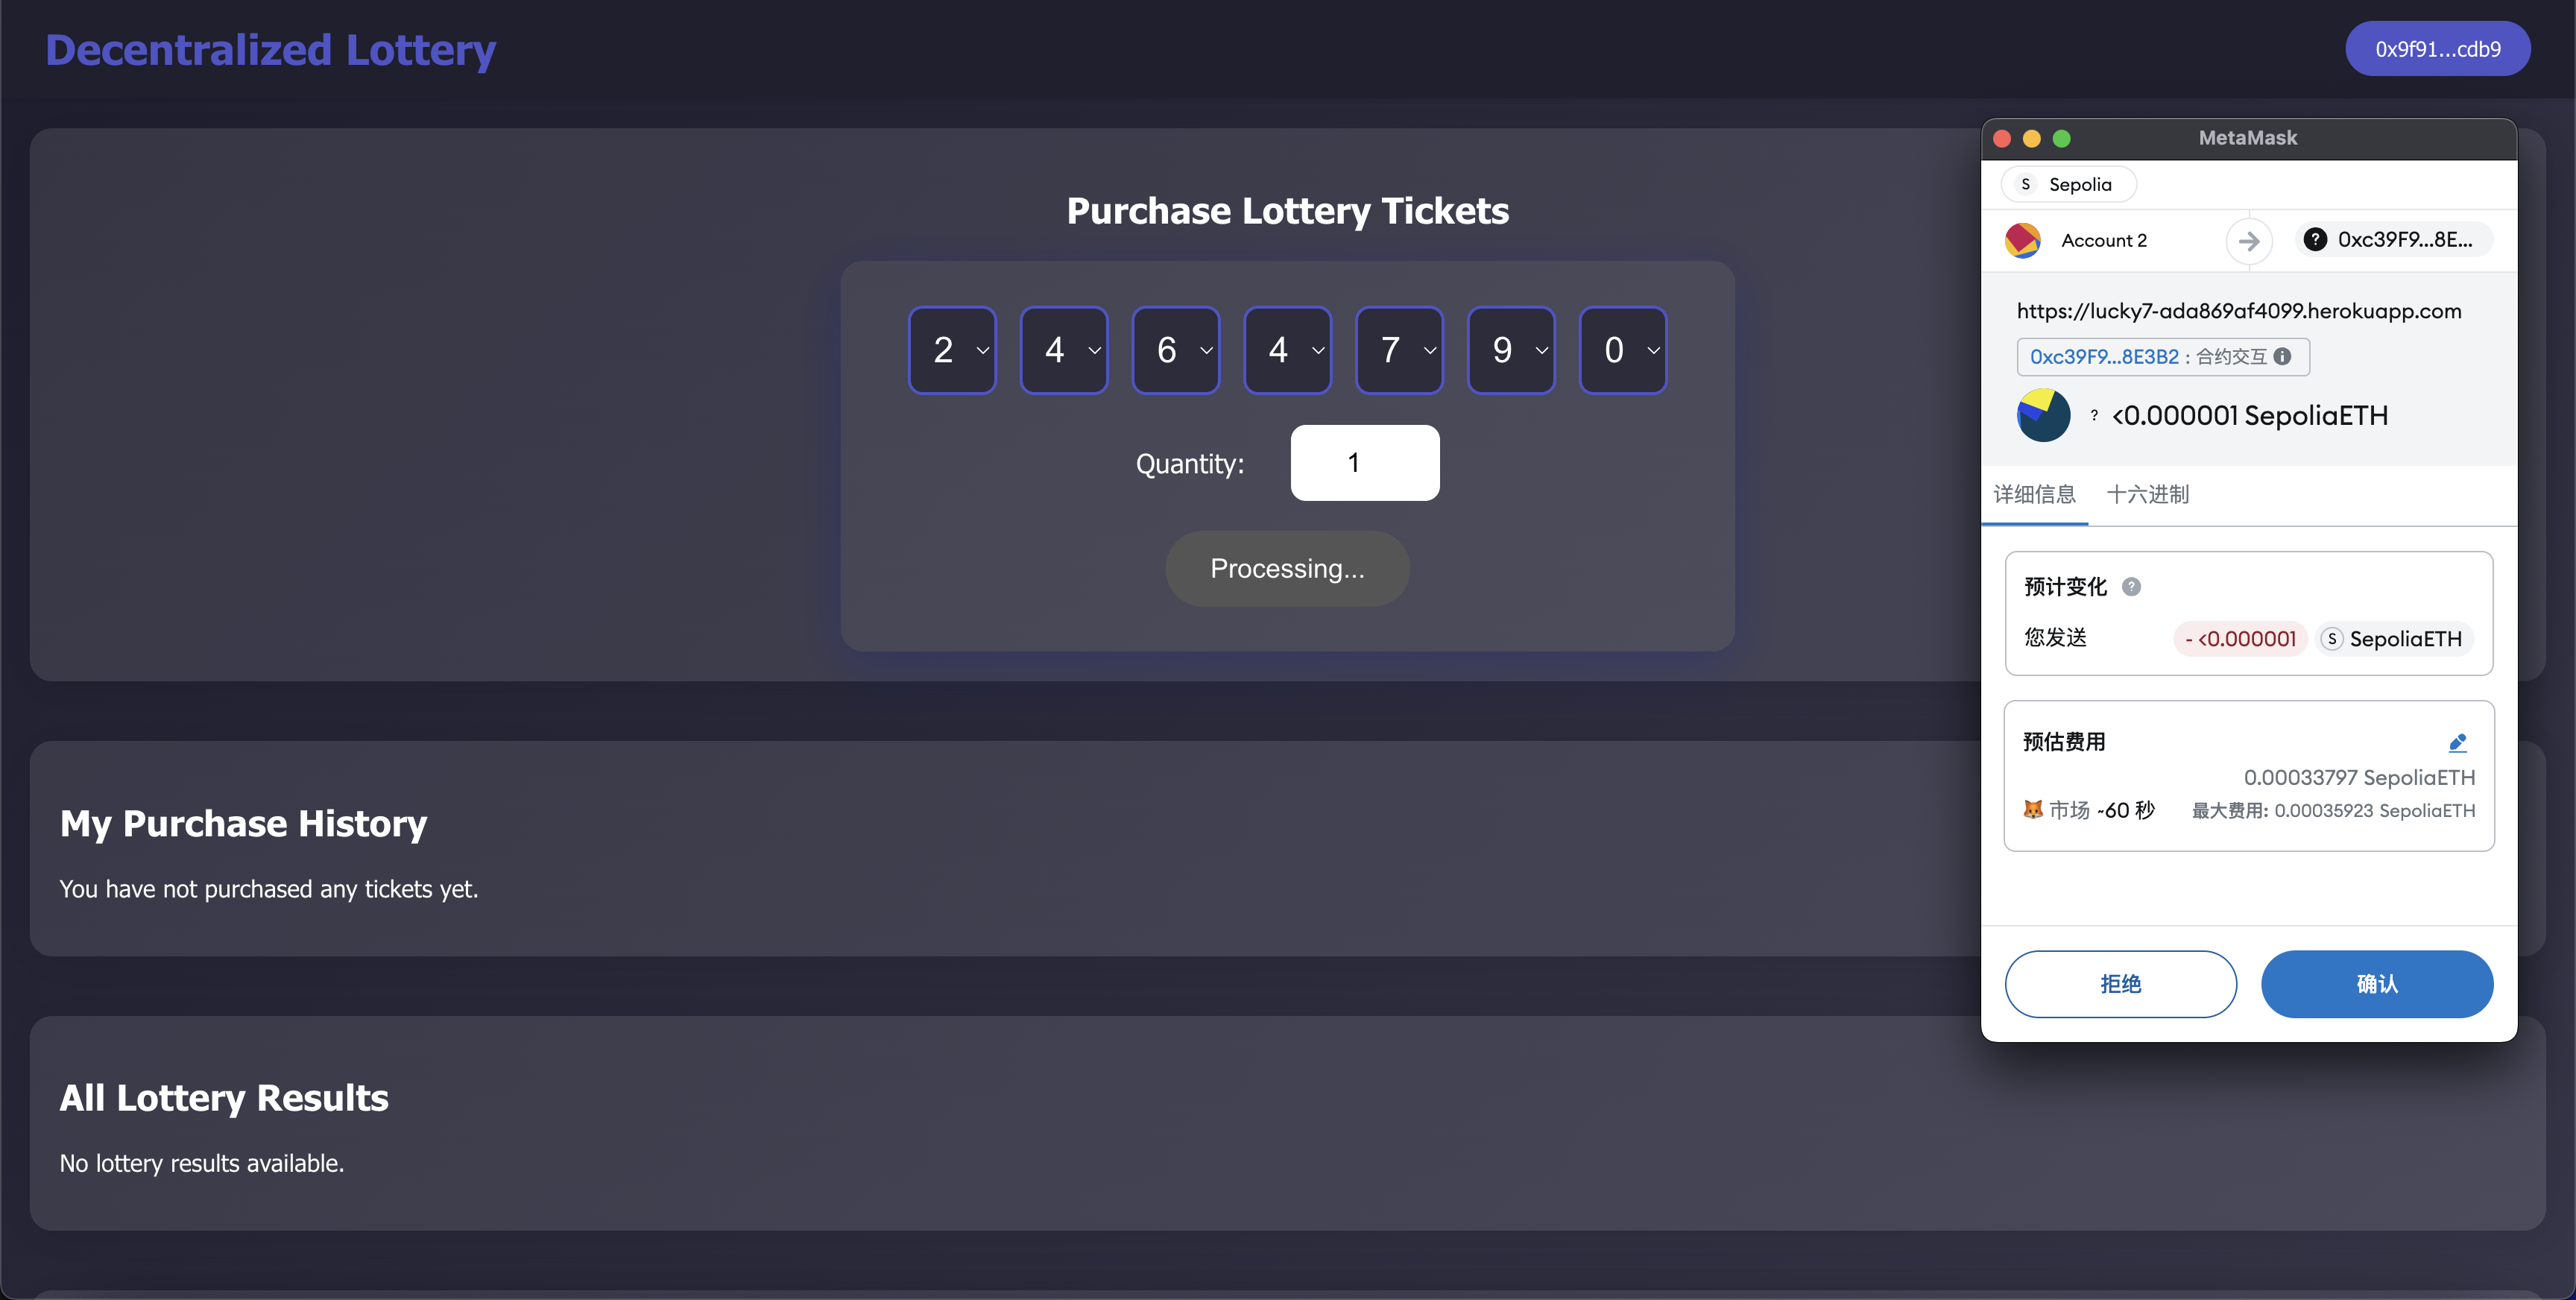 Decentralized Lottery
0x9f91...cdb9
Purchase Lottery Tickets
2 4 6 4 7 9 0
Quantity: 1
Processing...
My Purchase History
You have not purchased any tickets yet.
All Lottery Results
No lottery results available.
MetaMask
S Sepolia
Account 2 ? 0xc39F9...8E...
https://lucky7-ada869af4099.herokuapp.com
0xc39F9...8E3B2 : 合约交互
? <0.000001 SepoliaETH
详细信息 十六进制
预计变化 ?
您发送 - <0.000001 S SepoliaETH
预估费用
0.00033797 SepoliaETH
市场 ~60 秒 最大费用: 0.00035923 SepoliaETH
拒绝 确认